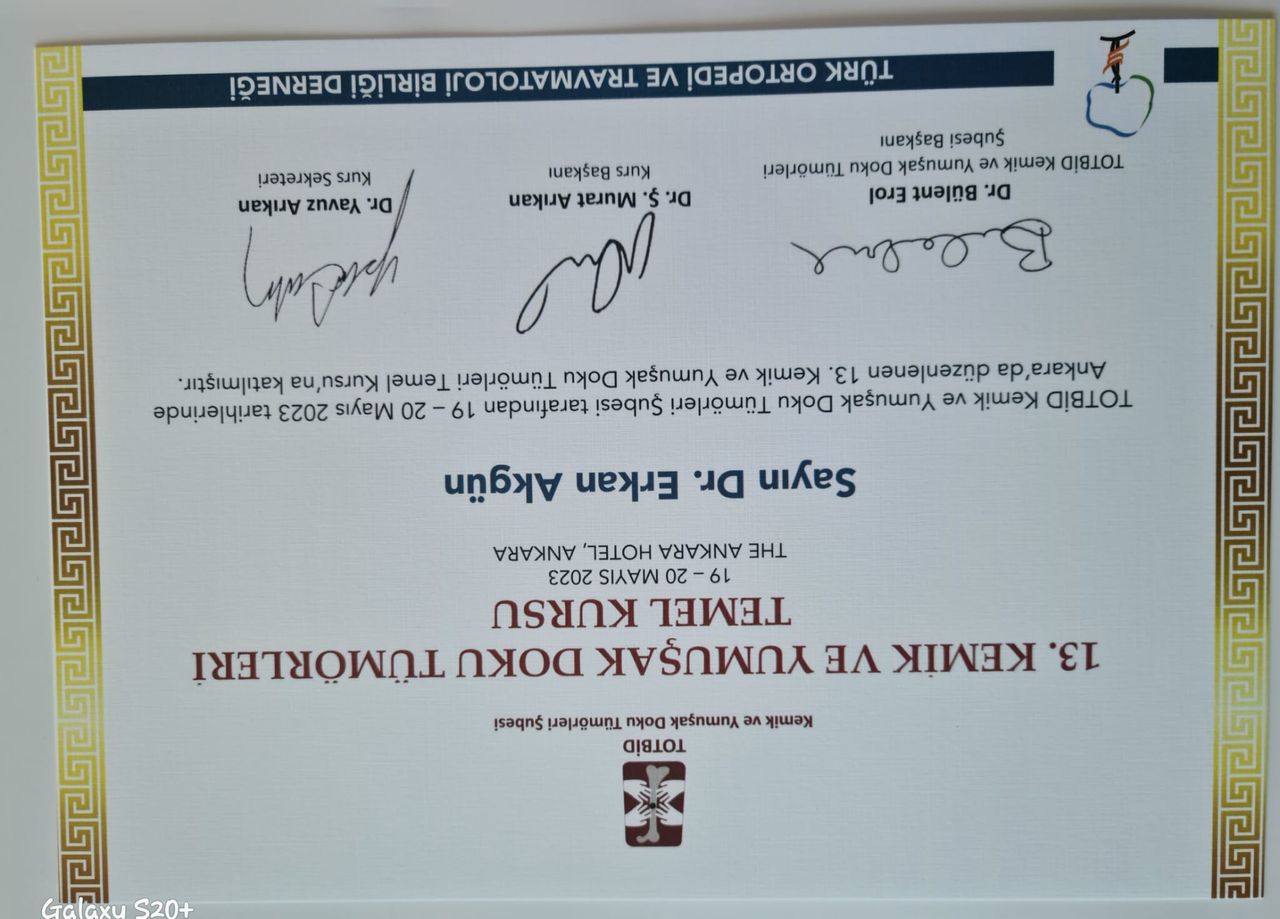 TOTBİD
Kemik ve Yumuşak Doku Tümörleri Şubesi
13. KEMİK VE YUMUŞAK DOKU TÜMÖRLERİ
TEMEL KURSU
19 – 20 MAYIS 2023
THE ANKARA HOTEL, ANKARA
Sayın Dr. Erkan Akgün
TOTBİD Kemik ve Yumuşak Doku Tümörleri Şubesi tarafından 19 – 20 Mayıs 2023 tarihlerinde
Ankara'da düzenlenen 13. Kemik ve Yumuşak Doku Tümörleri Temel Kursu'na katılmıştır.
Dr. Bülent Erol
TOTBİD Kemik ve Yumuşak Doku Tümörleri
Şubesi Başkanı
Dr. Ş. Murat Arıkan
Kurs Başkanı
Dr. Yavuz Arıkan
Kurs Sekreteri
TÜRK ORTOPEDİ VE TRAVMATOLOJİ BİRLİĞİ DERNEĞİ
Galaxy S20+